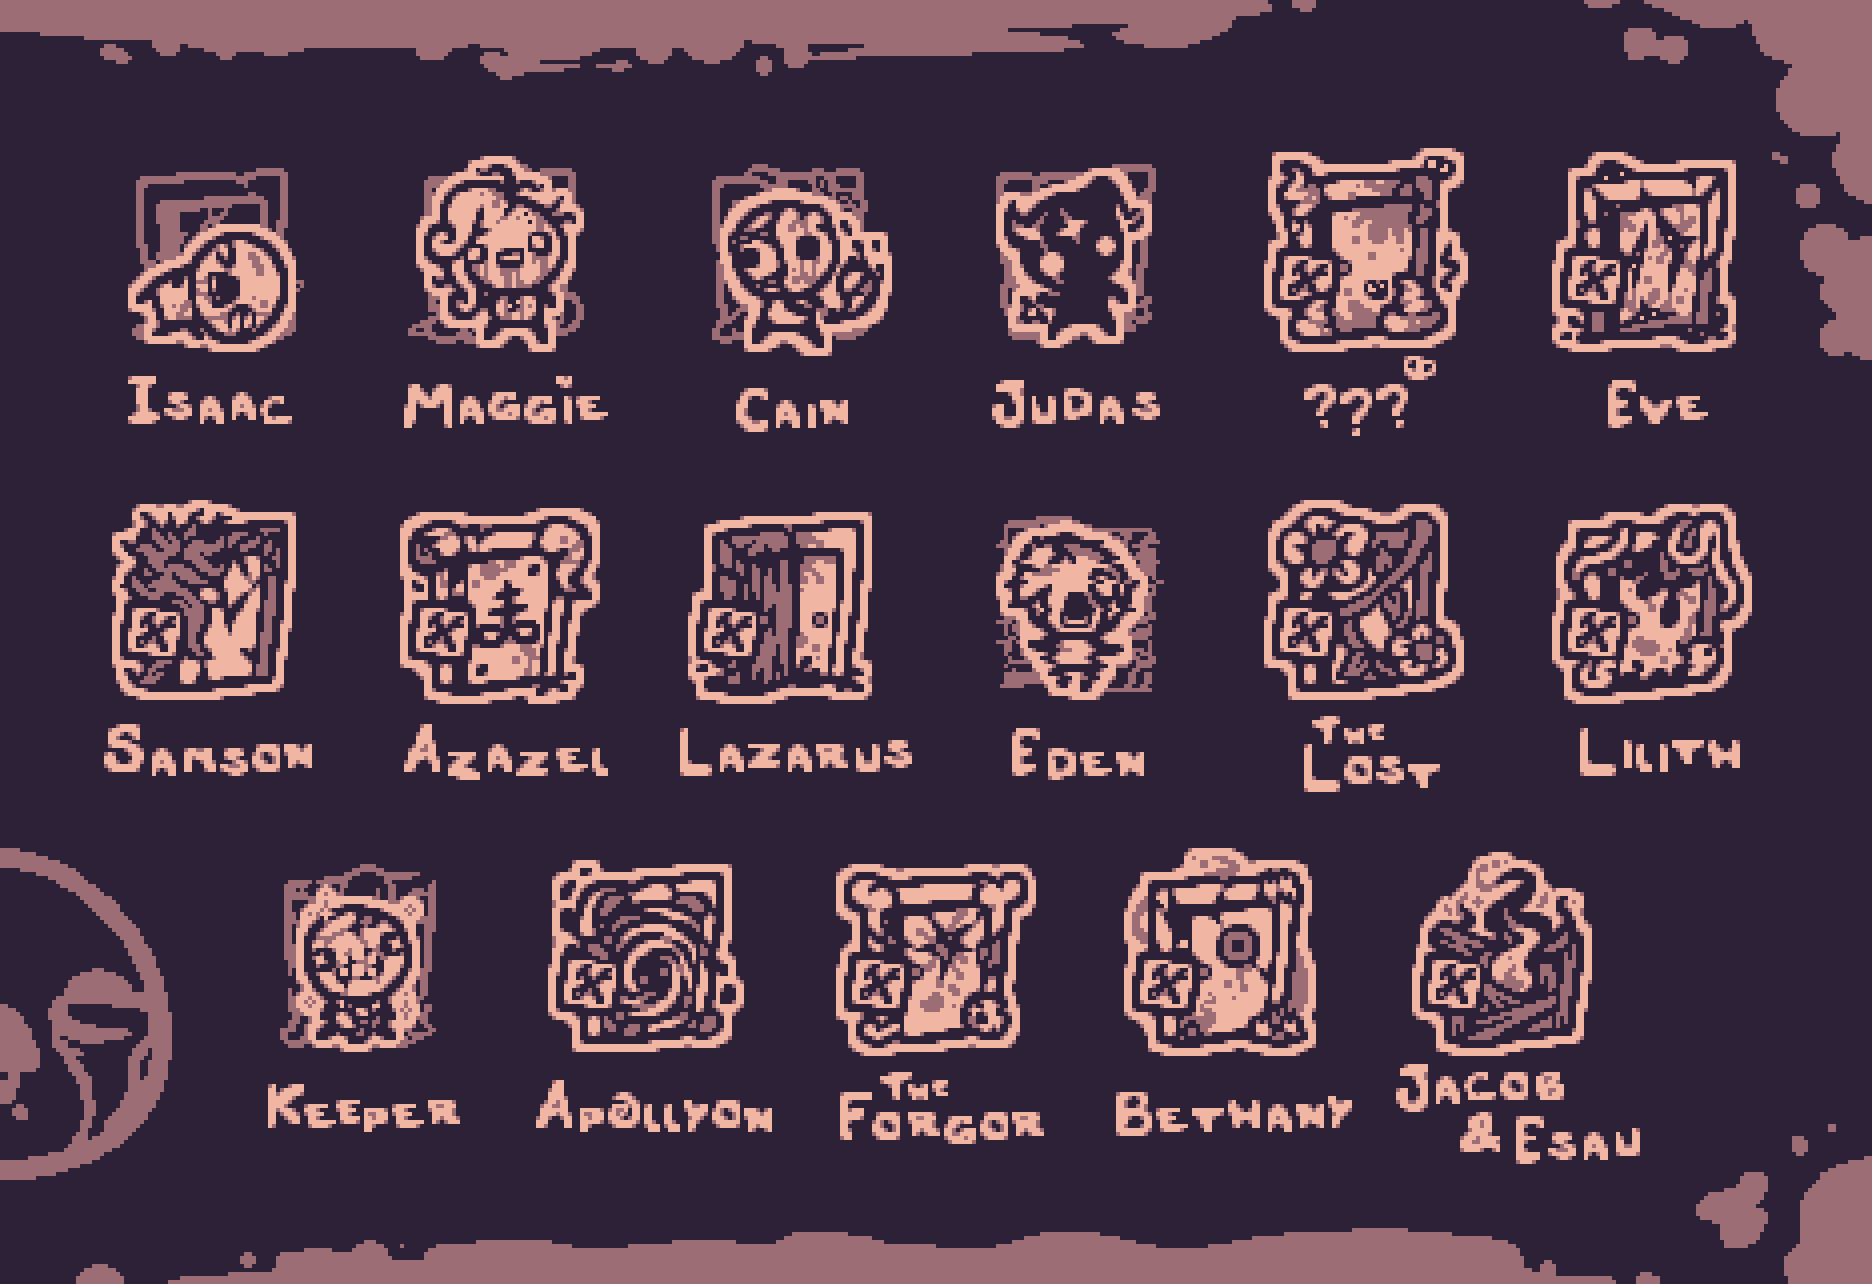 Isaac
Maggie
Cain
Judas
???
Eve
Samson
Azazel
Lazarus
Eden
The
Lost
Lilith
Keeper
Apollyon
The
Forgor
Bethany
Jacob
& Esau